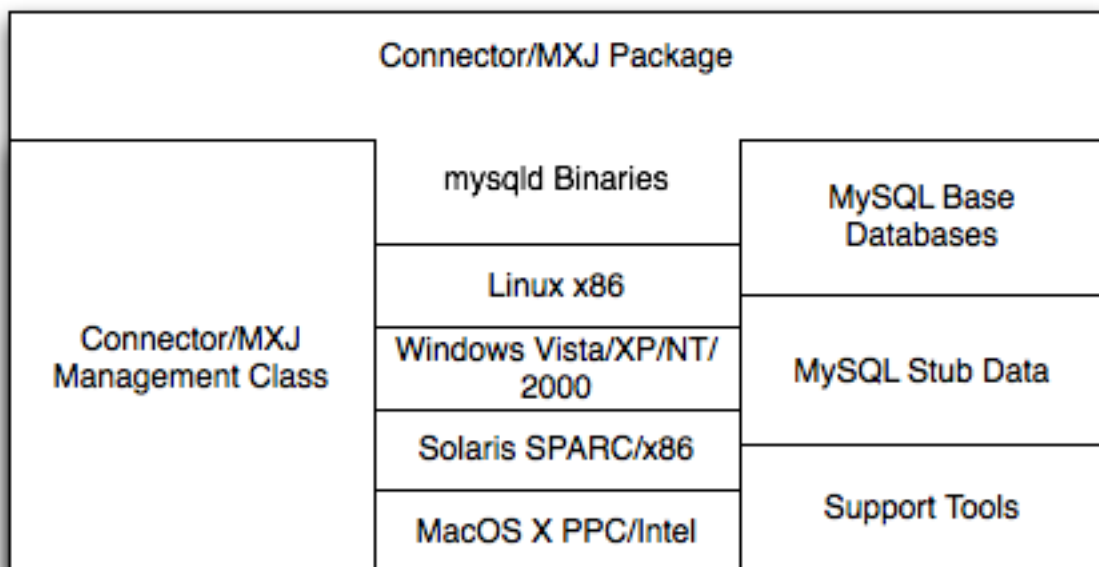 Connector/MXJ Package
Connector/MXJ
Management Class
mysqld Binaries
Linux x86
Windows Vista/XP/NT/
2000
Solaris SPARC/x86
MacOS X PPC/Intel
MySQL Base
Databases
MySQL Stub Data
Support Tools